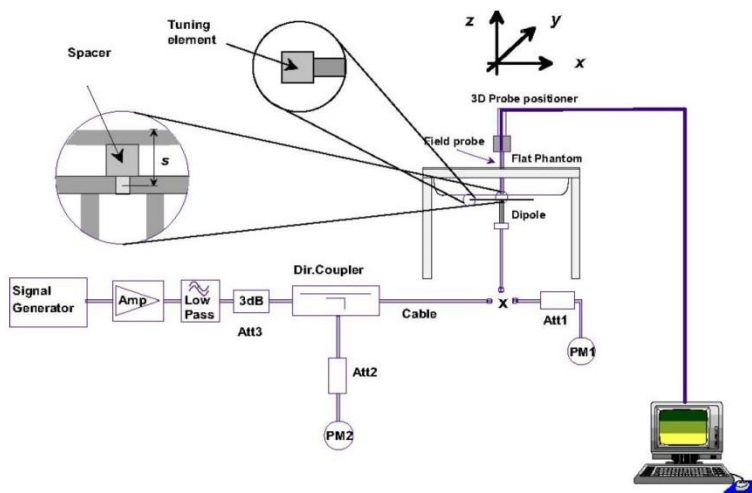 Tuning
element
Spacer
s
z
y
x
3D Probe positioner
Field probe
Flat Phantom
Dipole
Dir.Coupler
Signal
Generator
Amp
Low
Pass
3dB
Att3
Cable
x
Att1
PM1
Att2
PM2